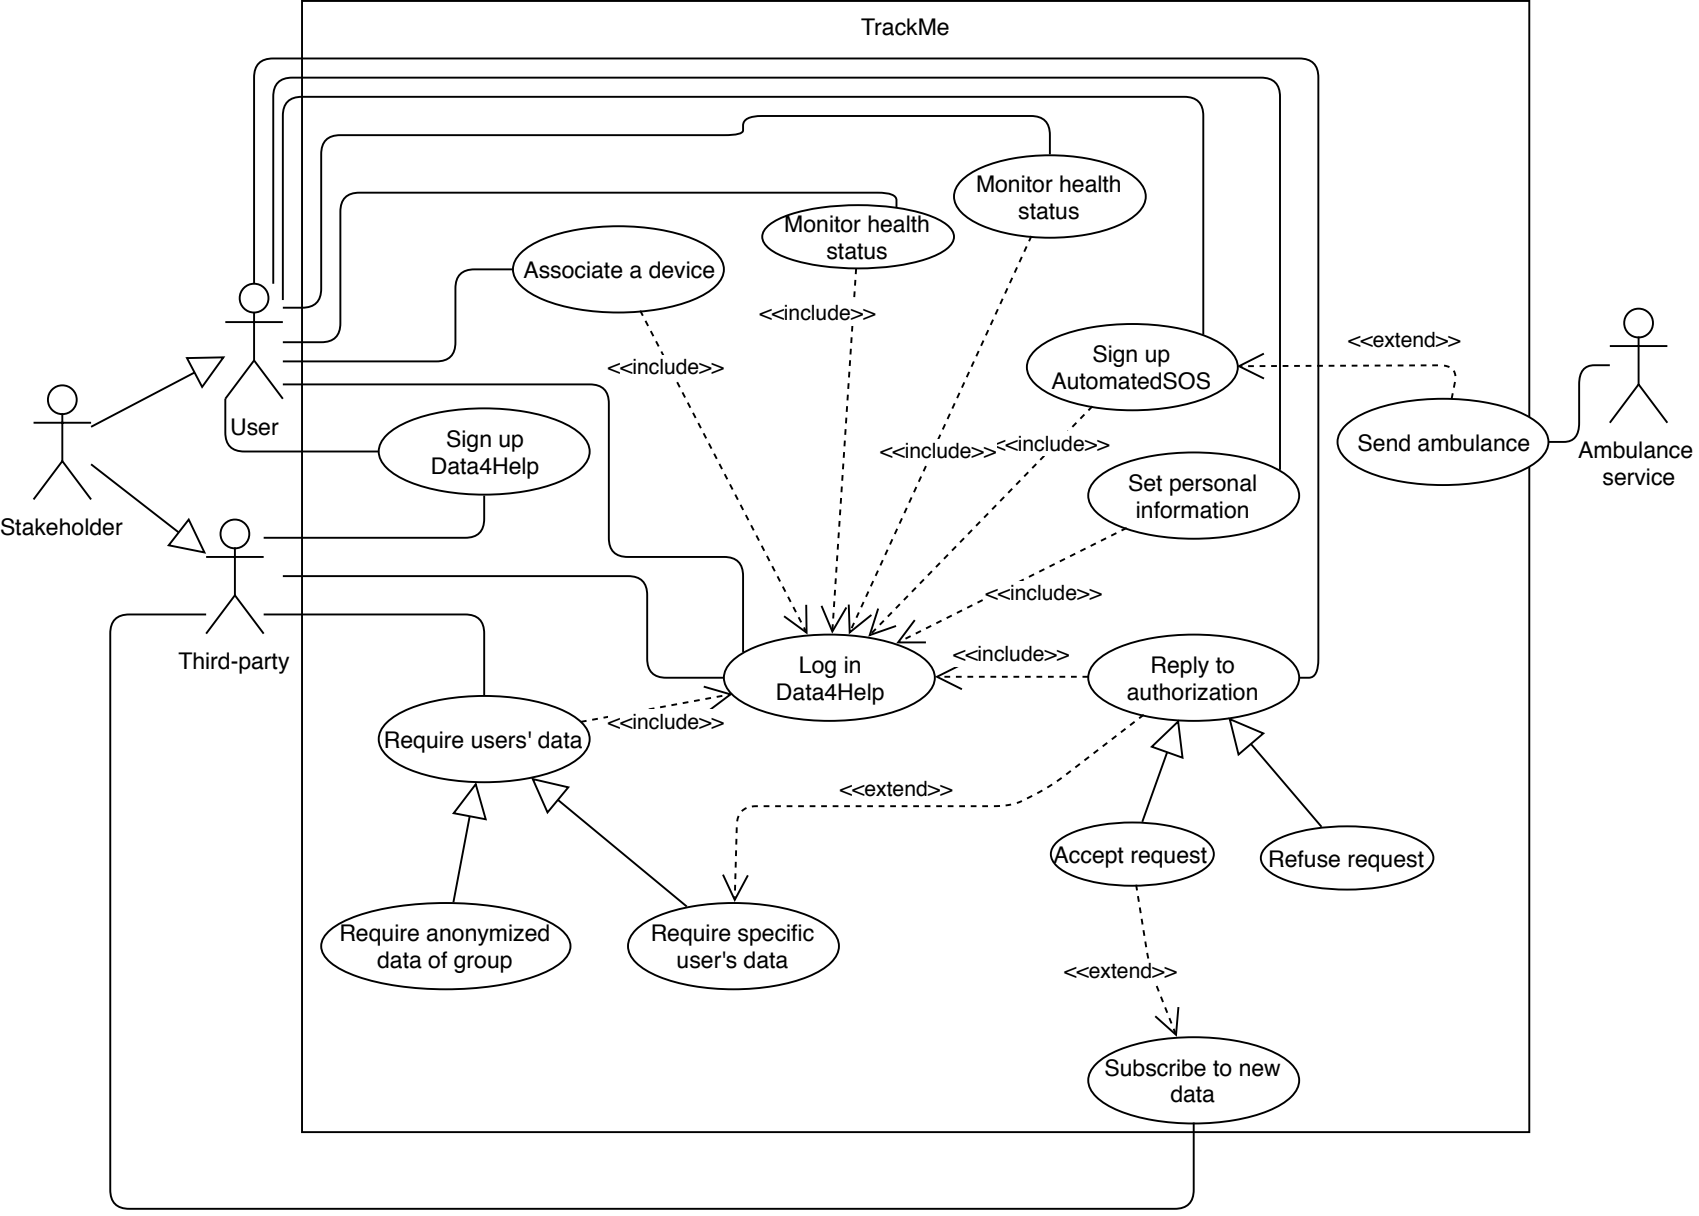 TrackMe
Monitor health
status
Monitor health
status
Associate a device
<<include>>
<<include>>
Sign up
AutomatedSOS
<<extend>>
User
Sign up
Data4Help
<<include>>
<<include>>
Send ambulance
Ambulance
service
Set personal
information
Stakeholder
<<include>>
Third-party
Log in
Data4Help
<<include>>
Reply to
authorization
Require users' data
<<include>>
<<extend>>
Accept request
Refuse request
Require anonymized
data of group
Require specific
user's data
<<extend>>
Subscribe to new
data